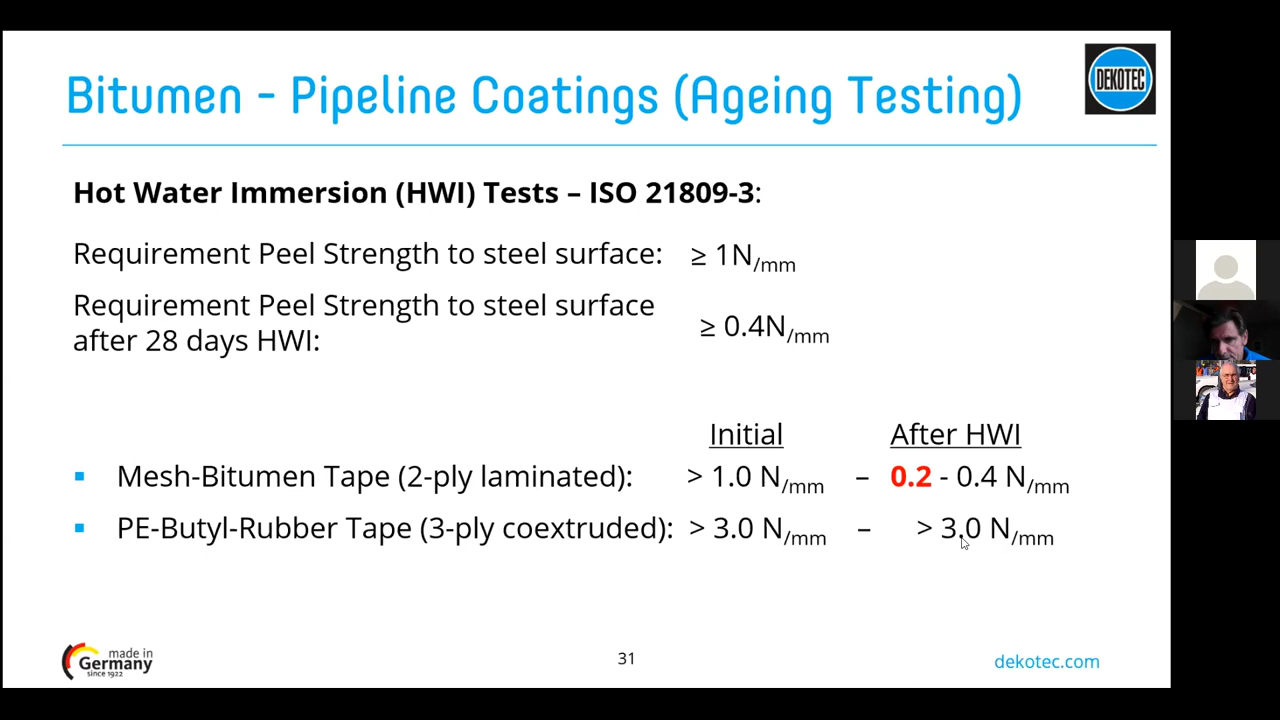 Bitumen - Pipeline Coatings (Ageing Testing)
DEKOTEC
Hot Water Immersion (HWI) Tests – ISO 21809-3:
Requirement Peel Strength to steel surface: ≥ 1N/mm
Requirement Peel Strength to steel surface
after 28 days HWI: ≥ 0.4N/mm
Initial After HWI
▪ Mesh-Bitumen Tape (2-ply laminated): > 1.0 N/mm – 0.2 - 0.4 N/mm
▪ PE-Butyl-Rubber Tape (3-ply coextruded): > 3.0 N/mm – > 3.0 N/mm
made in
Germany
since 1922
31
dekotec.com